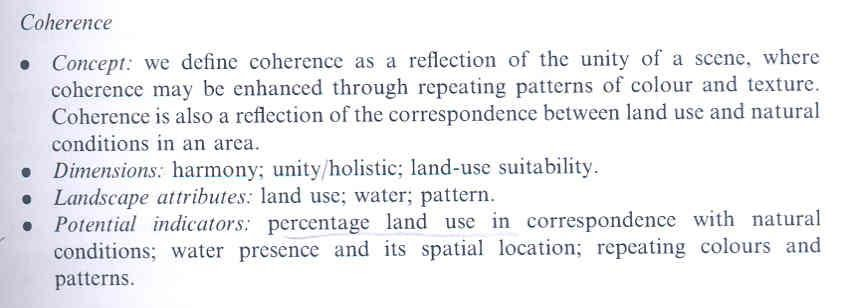 Coherence
• Concept: we define coherence as a reflection of the unity of a scene, where
coherence may be enhanced through repeating patterns of colour and texture.
Coherence is also a reflection of the correspondence between land use and natural
conditions in an area.
• Dimensions: harmony; unity/holistic; land-use suitability.
• Landscape attributes: land use; water; pattern.
• Potential indicators: percentage land use in correspondence with natural
conditions; water presence and its spatial location; repeating colours and
patterns.